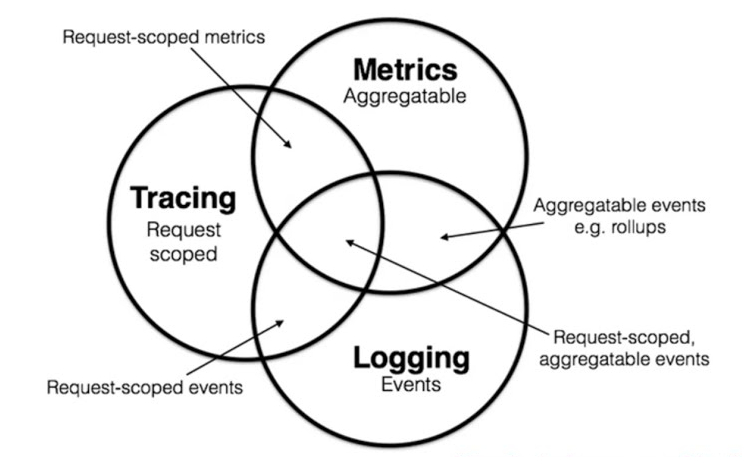 Request-scoped metrics
Metrics
Aggregatable
Tracing
Request
scoped
Aggregatable events
e.g. rollups
Request-scoped,
aggregatable events
Logging
Events
Request-scoped events